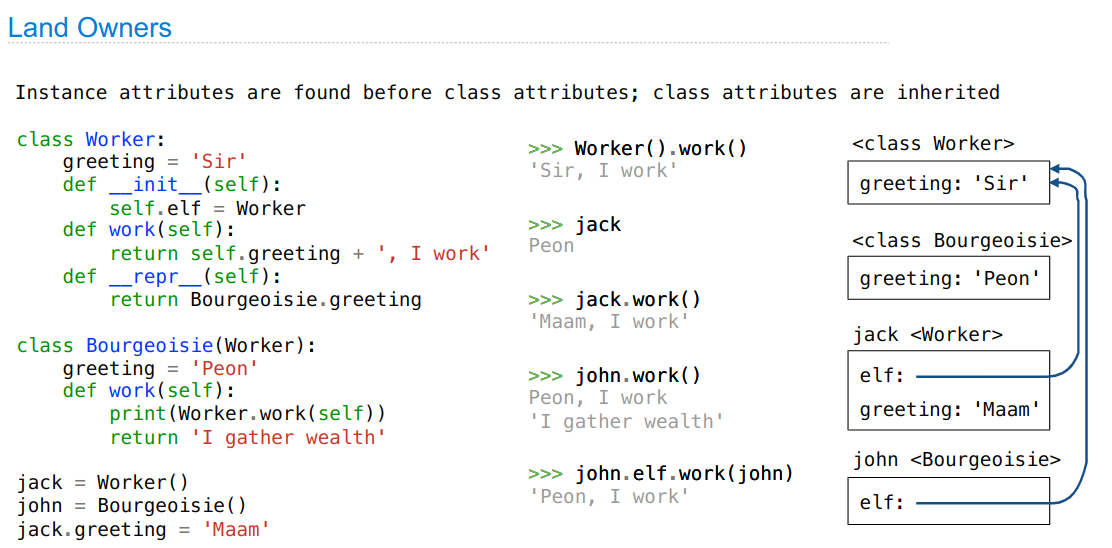 Land Owners
Instance attributes are found before class attributes; class attributes are inherited
class Worker:
    greeting = 'Sir'
    def __init__(self):
        self.elf = Worker
    def work(self):
        return self.greeting + ', I work'
    def __repr__(self):
        return Bourgeoisie.greeting
class Bourgeoisie(Worker):
    greeting = 'Peon'
    def work(self):
        print(Worker.work(self))
        return 'I gather wealth'
jack = Worker()
john = Bourgeoisie()
jack.greeting = 'Maam'
>>> Worker().work()
'Sir, I work'
>>> jack
Peon
>>> jack.work()
'Maam, I work'
>>> john.work()
Peon, I work
'I gather wealth'
>>> john.elf.work(john)
'Peon, I work'
<class Worker>
greeting: 'Sir'
<class Bourgeoisie>
greeting: 'Peon'
jack <Worker>
elf:
greeting: 'Maam'
john <Bourgeoisie>
elf: